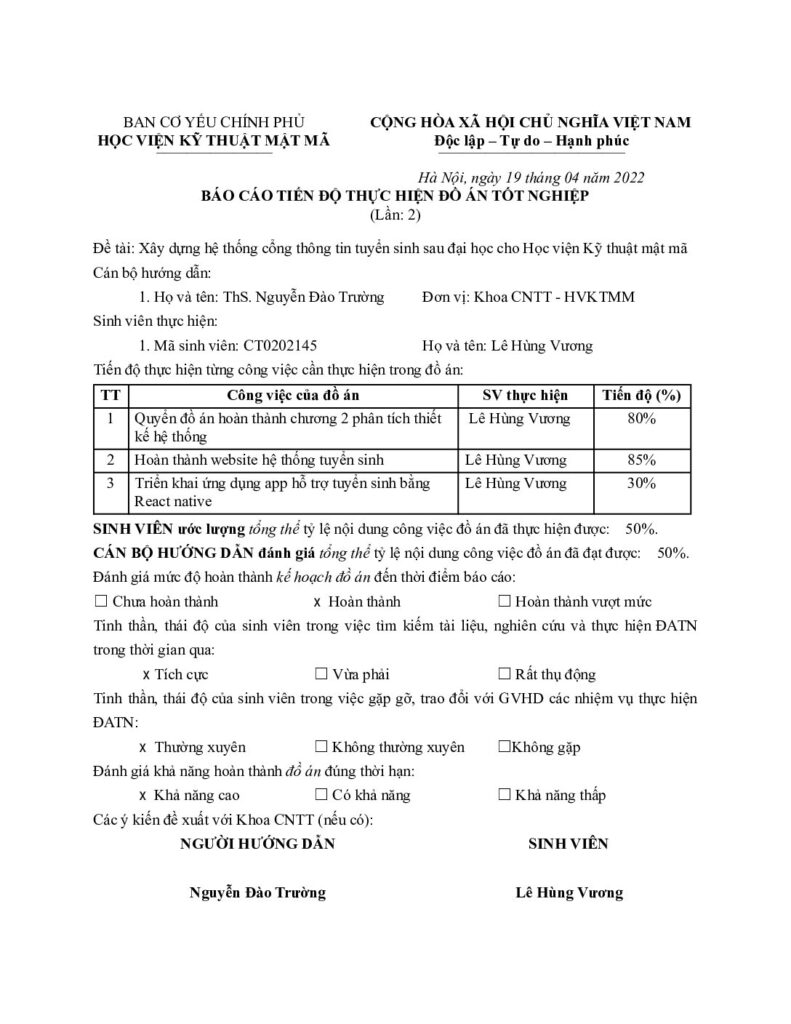 BAN CƠ YẾU CHÍNH PHỦ
HỌC VIỆN KỸ THUẬT MẬT MÃ
CỘNG HÒA XÃ HỘI CHỦ NGHĨA VIỆT NAM
Độc lập – Tự do – Hạnh phúc
Hà Nội, ngày 19 tháng 04 năm 2022
BÁO CÁO TIẾN ĐỘ THỰC HIỆN ĐỒ ÁN TỐT NGHIỆP
(Lần: 2)
Đề tài: Xây dựng hệ thống cổng thông tin tuyển sinh sau đại học cho Học viện Kỹ thuật mật mã
Cán bộ hướng dẫn:
1. Họ và tên: ThS. Nguyễn Đào Trường Đơn vị: Khoa CNTT - HVKTMM
Sinh viên thực hiện:
1. Mã sinh viên: CT0202145 Họ và tên: Lê Hùng Vương
Tiến độ thực hiện từng công việc cần thực hiện trong đồ án:
TT Công việc của đồ án SV thực hiện Tiến độ (%)
1 Quyển đồ án hoàn thành chương 2 phân tích thiết Lê Hùng Vương 80%
kế hệ thống
2 Hoàn thành website hệ thống tuyển sinh Lê Hùng Vương 85%
3 Triển khai ứng dụng app hỗ trợ tuyển sinh bằng Lê Hùng Vương 30%
React native
SINH VIÊN ước lượng tổng thể tỷ lệ nội dung công việc đồ án đã thực hiện được: 50%.
CÁN BỘ HƯỚNG DẪN đánh giá tổng thể tỷ lệ nội dung công việc đồ án đã đạt được: 50%.
Đánh giá mức độ hoàn thành kế hoạch đồ án đến thời điểm báo cáo:
☐ Chưa hoàn thành x Hoàn thành ☐ Hoàn thành vượt mức
Tinh thần, thái độ của sinh viên trong việc tìm kiếm tài liệu, nghiên cứu và thực hiện ĐATN
trong thời gian qua:
x Tích cực ☐ Vừa phải ☐ Rất thụ động
Tinh thần, thái độ của sinh viên trong việc gặp gỡ, trao đổi với GVHD các nhiệm vụ thực hiện
ĐATN:
x Thường xuyên ☐ Không thường xuyên ☐Không gặp
Đánh giá khả năng hoàn thành đồ án đúng thời hạn:
x Khả năng cao ☐ Có khả năng ☐ Khả năng thấp
Các ý kiến đề xuất với Khoa CNTT (nếu có):
NGƯỜI HƯỚNG DẪN SINH VIÊN
Nguyễn Đào Trường Lê Hùng Vương